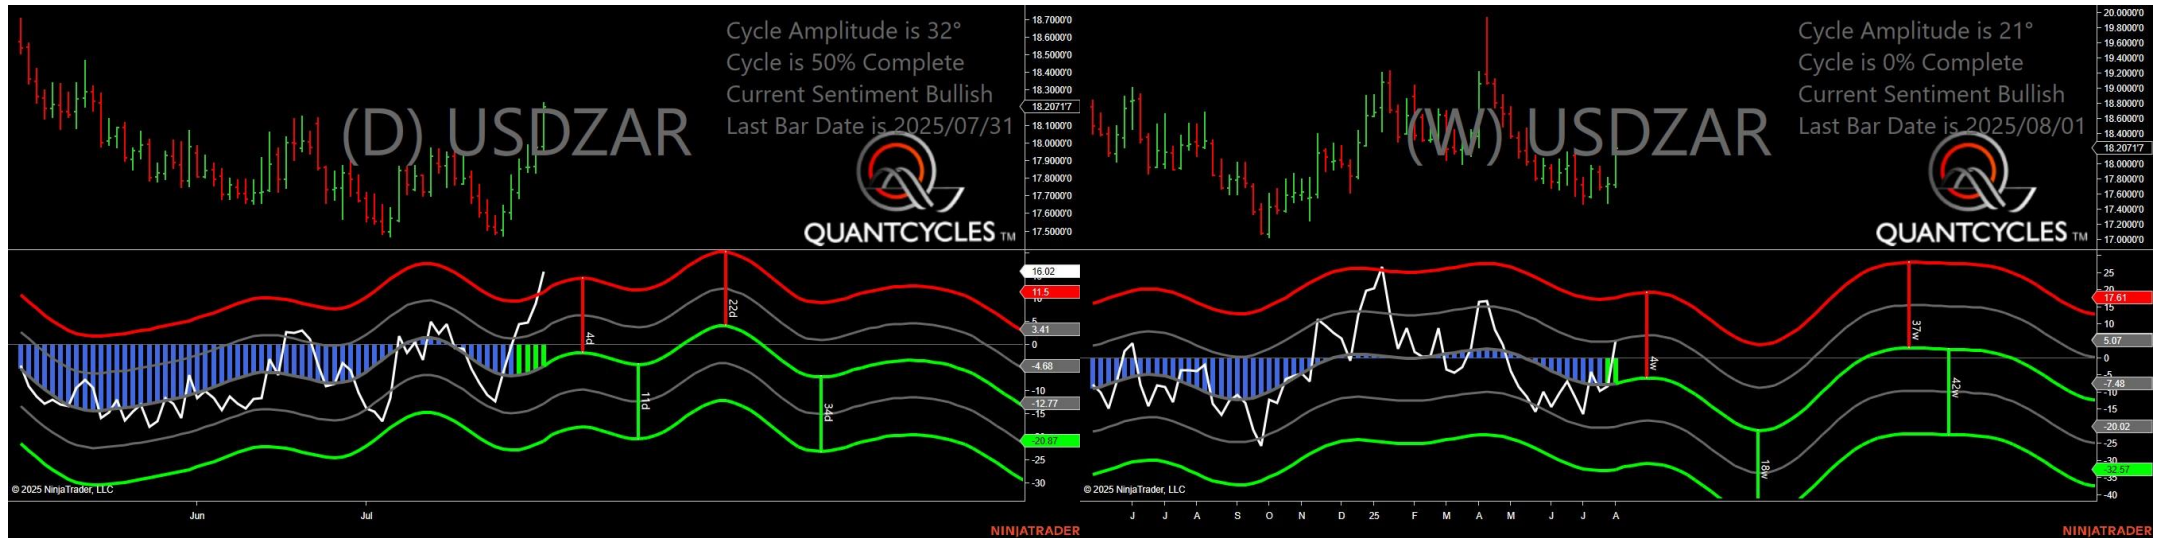 Cycle Amplitude is 32°
Cycle is 50% Complete
Current Sentiment Bullish
Last Bar Date is 2025/07/31
(D) USDZAR
QUANTCYCLES TM
18.7000'0
18.6000'0
18.5000'0
18.4000'0
18.3000'0
18.2071'7
18.1000'0
18.0000'0
17.9000'0
17.8000'0
17.7000'0
17.6000'0
17.5000'0
16.02
11.5
10
3.41
0
-4.68
-10
-12.77
-15
-20.87
-25
-30
4d
11d
22d
34d
© 2025 NinjaTrader, LLC
Jun
Jul
NINJATRADER
Cycle Amplitude is 21°
Cycle is 0% Complete
Current Sentiment Bullish
Last Bar Date is 2025/08/01
(W) USDZAR
QUANTCYCLES TM
20.0000'0
19.8000'0
19.6000'0
19.4000'0
19.2000'0
19.0000'0
18.8000'0
18.6000'0
18.4000'0
18.2071'7
18.0000'0
17.8000'0
17.6000'0
17.4000'0
17.2000'0
17.0000'0
25
20
17.61
15
10
5.07
0
-5
-7.48
-10
-15
-20.02
-25
-30
-32.57
-35
-40
4w
18w
37w
42w
© 2025 NinjaTrader, LLC
J
J
A
S
O
N
D
25
F
M
A
M
J
J
A
NINJATRADER